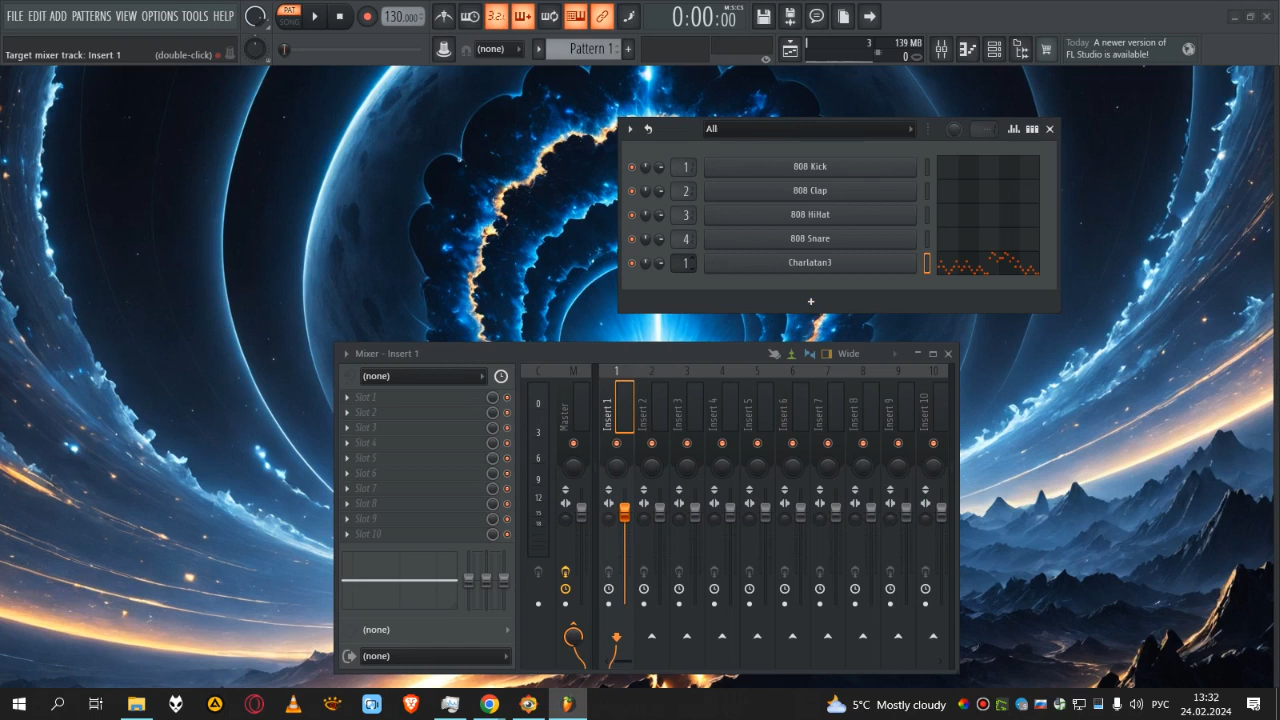 FILE EDIT ADD PATTERNS VIEW OPTIONS TOOLS HELP
PAT
SONG
130.000
3.2.
0:00:00
M:S:CS
Target mixer track: Insert 1 (double-click)
(none)
Pattern 1
+
3
139 MB
0
Today A newer version of
FL Studio is available!
All
1 808 Kick
2 808 Clap
3 808 HiHat
4 808 Snare
1 Charlatan3
+
Mixer - Insert 1
Wide
(none)
Slot 1
Slot 2
Slot 3
Slot 4
Slot 5
Slot 6
Slot 7
Slot 8
Slot 9
Slot 10
(none)
(none)
C M 1 2 3 4 5 6 7 8 9 10
0
3
6
9
12
15
18
Master
Insert 1
Insert 2
Insert 3
Insert 4
Insert 5
Insert 6
Insert 7
Insert 8
Insert 9
Insert 10
5°C Mostly cloudy
РУС
13:32
24.02.2024